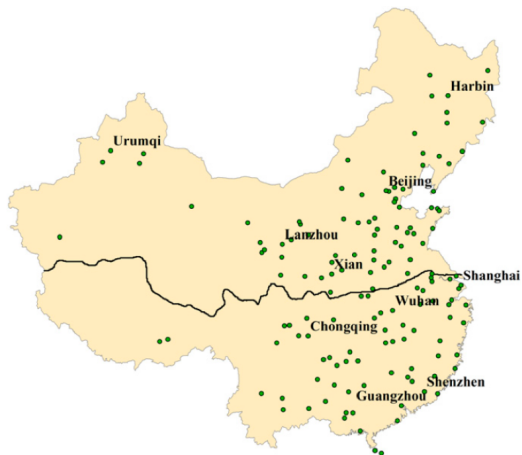 Harbin
Urumqi
Beijing
Lanzhou
Xian
Shanghai
Wuhan
Chongqing
Shenzhen
Guangzhou